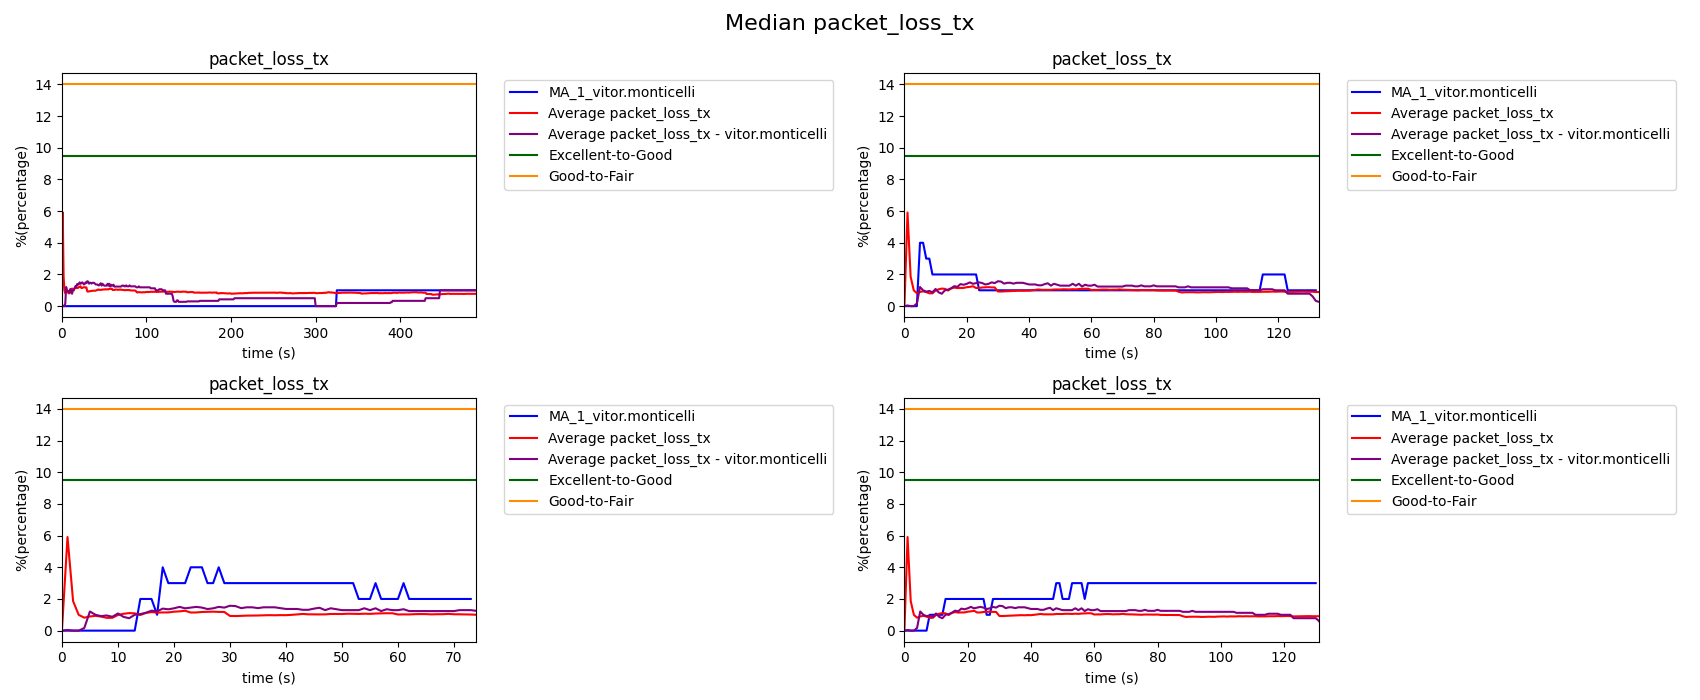 Median packet_loss_tx
packet_loss_tx
14
12
10
8
6
4
2
0
%(percentage)
0 100 200 300 400
time (s)
MA_1_vitor.monticelli
Average packet_loss_tx
Average packet_loss_tx - vitor.monticelli
Excellent-to-Good
Good-to-Fair
packet_loss_tx
14
12
10
8
6
4
2
0
%(percentage)
0 20 40 60 80 100 120
time (s)
MA_1_vitor.monticelli
Average packet_loss_tx
Average packet_loss_tx - vitor.monticelli
Excellent-to-Good
Good-to-Fair
packet_loss_tx
14
12
10
8
6
4
2
0
%(percentage)
0 10 20 30 40 50 60 70
time (s)
MA_1_vitor.monticelli
Average packet_loss_tx
Average packet_loss_tx - vitor.monticelli
Excellent-to-Good
Good-to-Fair
packet_loss_tx
14
12
10
8
6
4
2
0
%(percentage)
0 20 40 60 80 100 120
time (s)
MA_1_vitor.monticelli
Average packet_loss_tx
Average packet_loss_tx - vitor.monticelli
Excellent-to-Good
Good-to-Fair